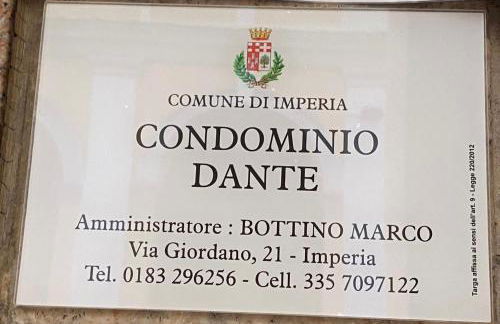 COMUNE DI IMPERIA
CONDOMINIO
DANTE
Amministratore : BOTTINO MARCO
Via Giordano, 21 - Imperia
Tel. 0183 296256 - Cell. 335 7097122
Targa affissa ai sensi dell'art. 9 - Legge 220/2012